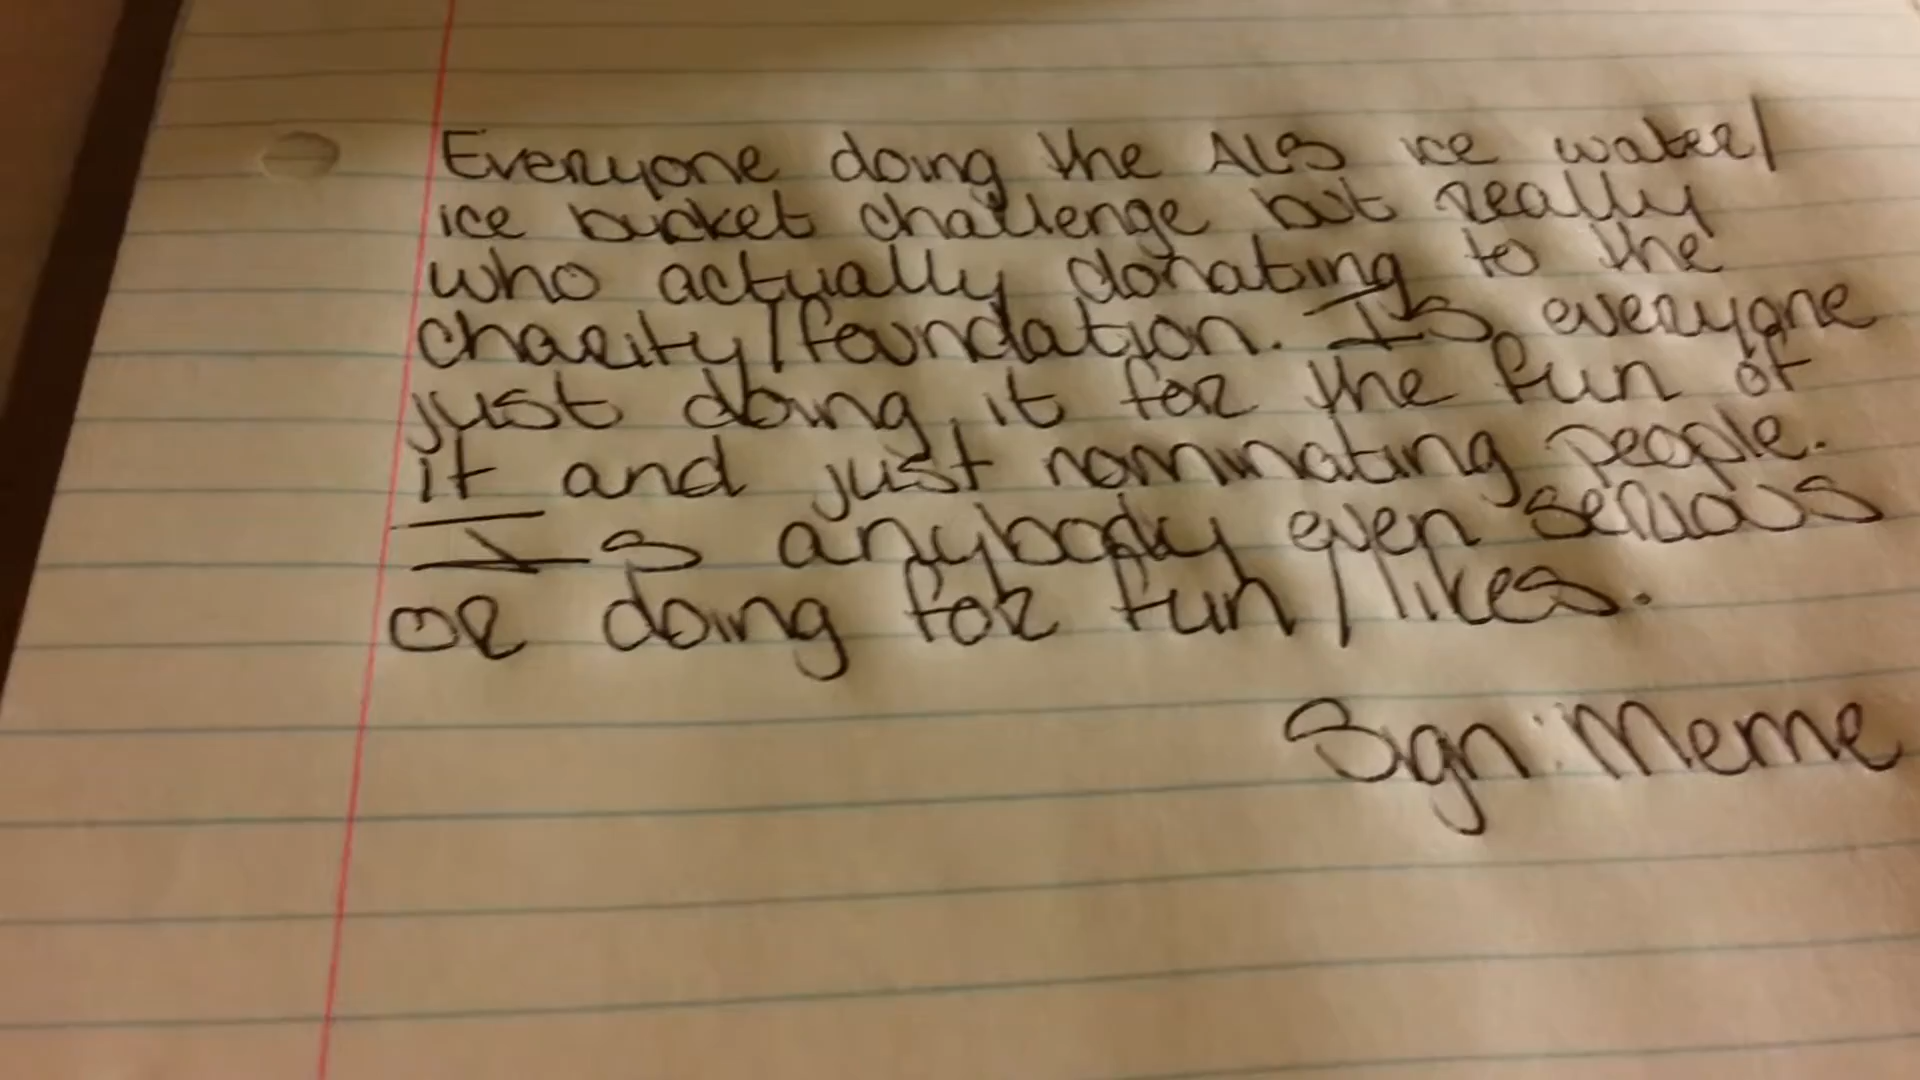 Everyone doing the ALS ice water/
ice bucket challenge but really
who actually donating to the
charity/foundation. Is everyone
just doing it for the fun of
it and just nominating people.
Is anybody even serious
or doing for fun/likes.
Sign: Meme